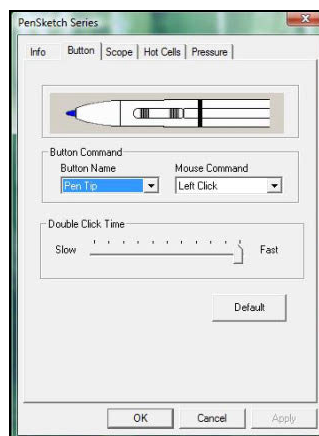 PenSketch Series
Info Button Scope Hot Cells Pressure
Button Command
Button Name Mouse Command
Pen Tip Left Click
Double Click Time
Slow Fast
Default
OK Cancel Apply